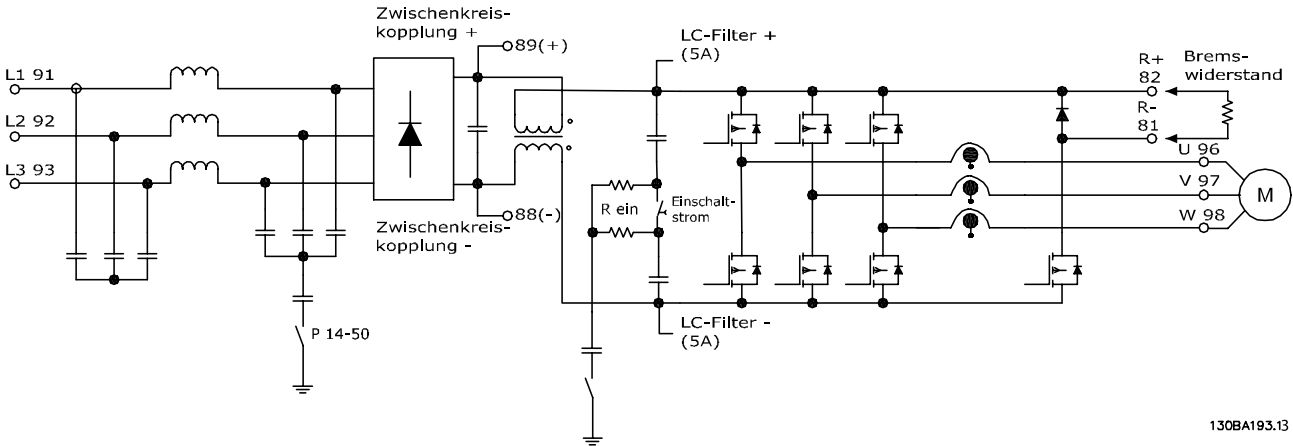 Zwischenkreis-
kopplung +
89(+)
LC-Filter +
(5A)
R+
82
Brems-
widerstand
L1 91
R-
81
L2 92
U 96
L3 93
V 97
M
R ein
Einschalt-
strom
88(-)
W 98
Zwischenkreis-
kopplung -
P 14-50
LC-Filter -
(5A)
130BA193.13